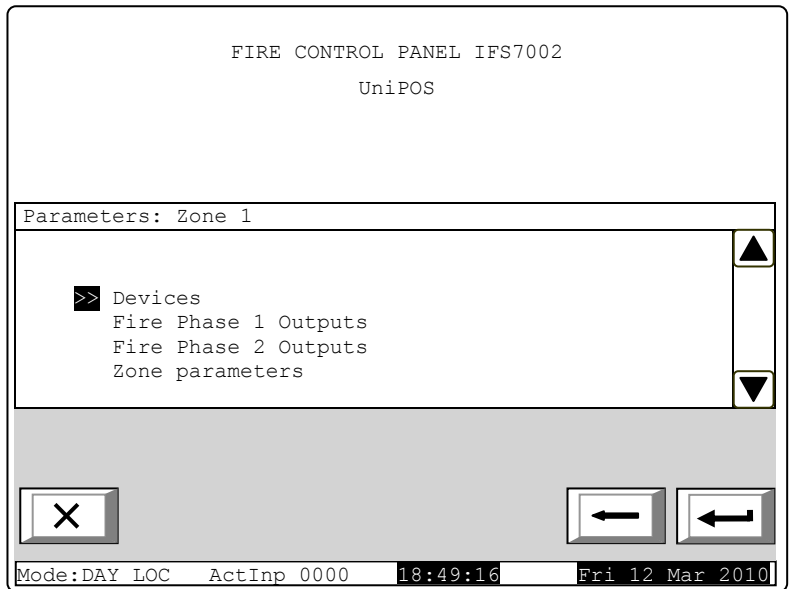 FIRE CONTROL PANEL IFS7002
UniPOS
Parameters: Zone 1
>> Devices
Fire Phase 1 Outputs
Fire Phase 2 Outputs
Zone parameters
Mode:DAY LOC ActInp 0000 18:49:16 Fri 12 Mar 2010